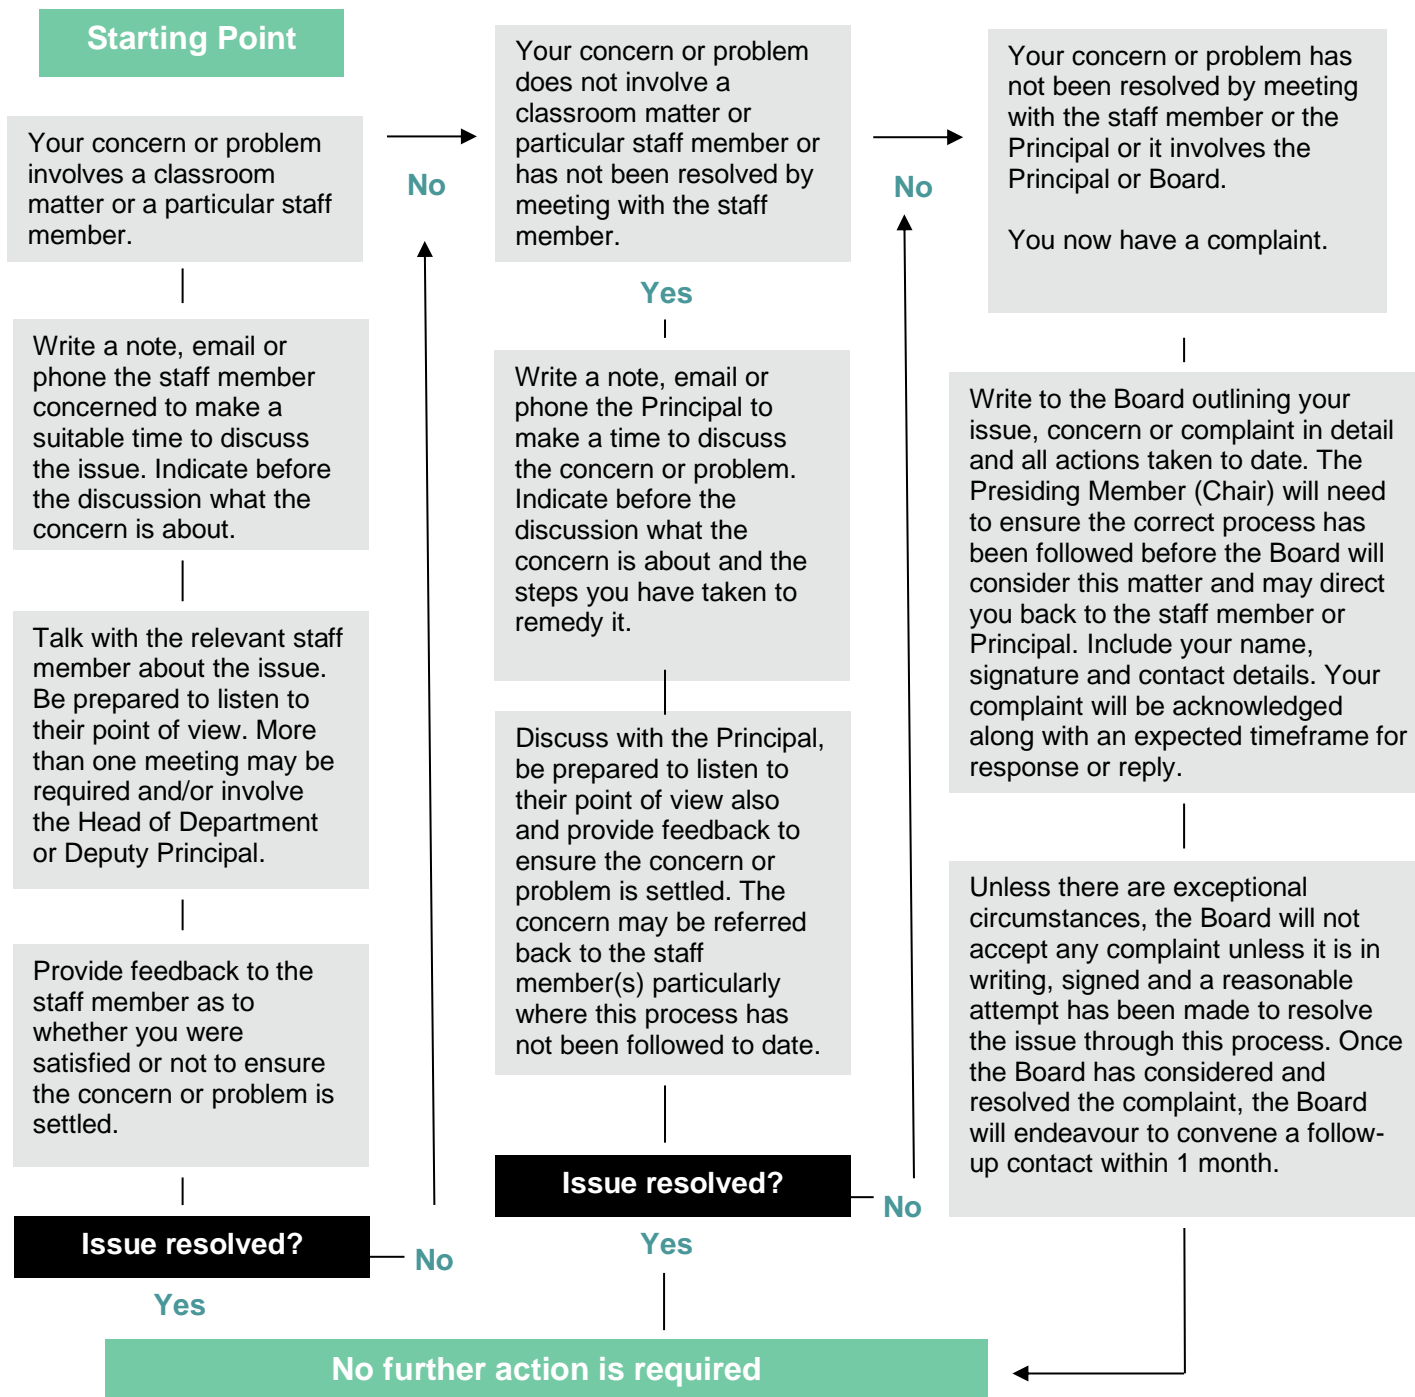 Starting Point
Your concern or problem
involves a classroom
matter or a particular staff
member.
Write a note, email or
phone the staff member
concerned to make a
suitable time to discuss
the issue. Indicate before
the discussion what the
concern is about.
Talk with the relevant staff
member about the issue.
Be prepared to listen to
their point of view. More
than one meeting may be
required and/or involve
the Head of Department
or Deputy Principal.
Provide feedback to the
staff member as to
whether you were
satisfied or not to ensure
the concern or problem is
settled.
Issue resolved?
No
Yes
No
Your concern or problem
does not involve a
classroom matter or
particular staff member or
has not been resolved by
meeting with the staff
member.
Yes
Write a note, email or
phone the Principal to
make a time to discuss
the concern or problem.
Indicate before the
discussion what the
concern is about and the
steps you have taken to
remedy it.
Discuss with the Principal,
be prepared to listen to
their point of view also
and provide feedback to
ensure the concern or
problem is settled. The
concern may be referred
back to the staff
member(s) particularly
where this process has
not been followed to date.
Issue resolved?
No
Yes
No
Your concern or problem has
not been resolved by meeting
with the staff member or the
Principal or it involves the
Principal or Board.
You now have a complaint.
Write to the Board outlining your
issue, concern or complaint in detail
and all actions taken to date. The
Presiding Member (Chair) will need
to ensure the correct process has
been followed before the Board will
consider this matter and may direct
you back to the staff member or
Principal. Include your name,
signature and contact details. Your
complaint will be acknowledged
along with an expected timeframe for
response or reply.
Unless there are exceptional
circumstances, the Board will not
accept any complaint unless it is in
writing, signed and a reasonable
attempt has been made to resolve
the issue through this process. Once
the Board has considered and
resolved the complaint, the Board
will endeavour to convene a follow-
up contact within 1 month.
No further action is required